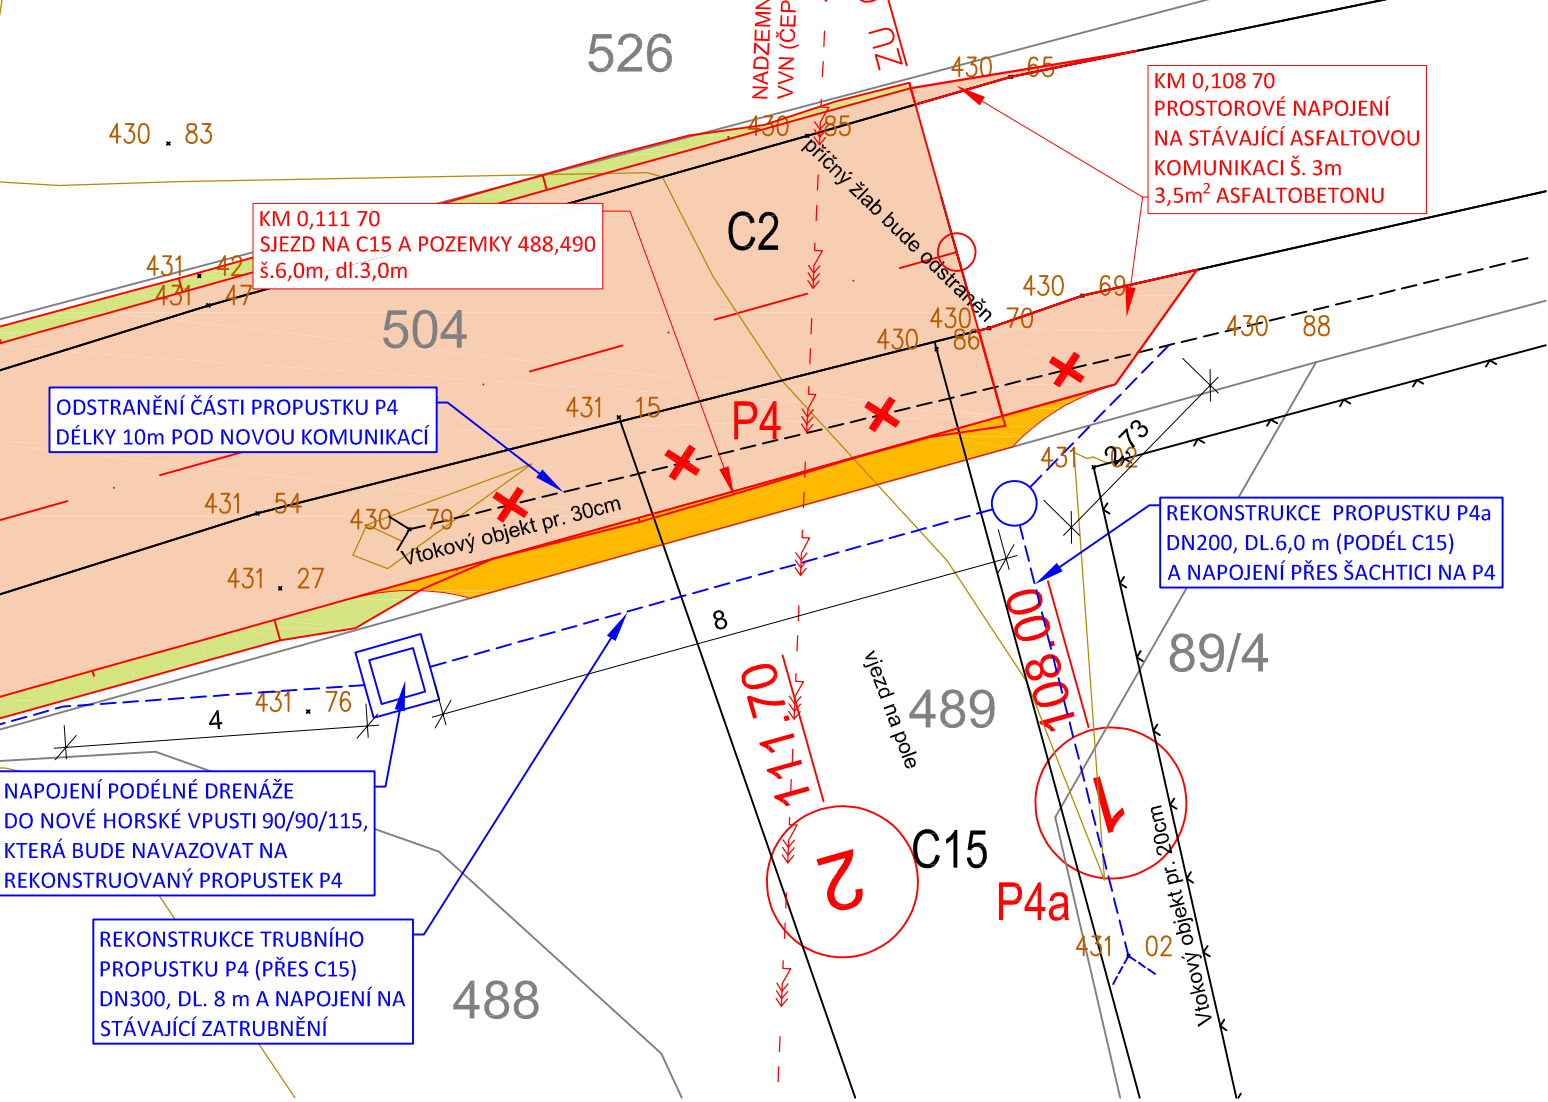 526
NADZEMN
VVN (ČEP
ZU
430 65
KM 0,108 70
PROSTOROVÉ NAPOJENÍ
NA STÁVAJÍCÍ ASFALTOVOU
KOMUNIKACI Š. 3m
3,5m² ASFALTOBETONU
430 83
430 85
příčný žlab bude odstraněn
C2
KM 0,111 70
SJEZD NA C15 A POZEMKY 488,490
š.6,0m, dl.3,0m
431 42
431 47
504
430 69
430 70
430 86
430 88
ODSTRANĚNÍ ČÁSTI PROPUSTKU P4
DÉLKY 10m POD NOVOU KOMUNIKACÍ
431 15
P4
2,73
431 02
431 54
430 79
Vtokový objekt pr. 30cm
REKONSTRUKCE PROPUSTKU P4a
DN200, DL.6,0 m (PODÉL C15)
A NAPOJENÍ PŘES ŠACHTICI NA P4
431 27
8
108.00
89/4
431 76
4
111.70
vjezd na pole
489
NAPOJENÍ PODÉLNÉ DRENÁŽE
DO NOVÉ HORSKÉ VPUSTI 90/90/115,
KTERÁ BUDE NAVAZOVAT NA
REKONSTRUOVANÝ PROPUSTEK P4
1
2
C15
P4a
Vtokový objekt pr. 20cm
431 02
REKONSTRUKCE TRUBNÍHO
PROPUSTKU P4 (PŘES C15)
DN300, DL. 8 m A NAPOJENÍ NA
STÁVAJÍCÍ ZATRUBNĚNÍ
488